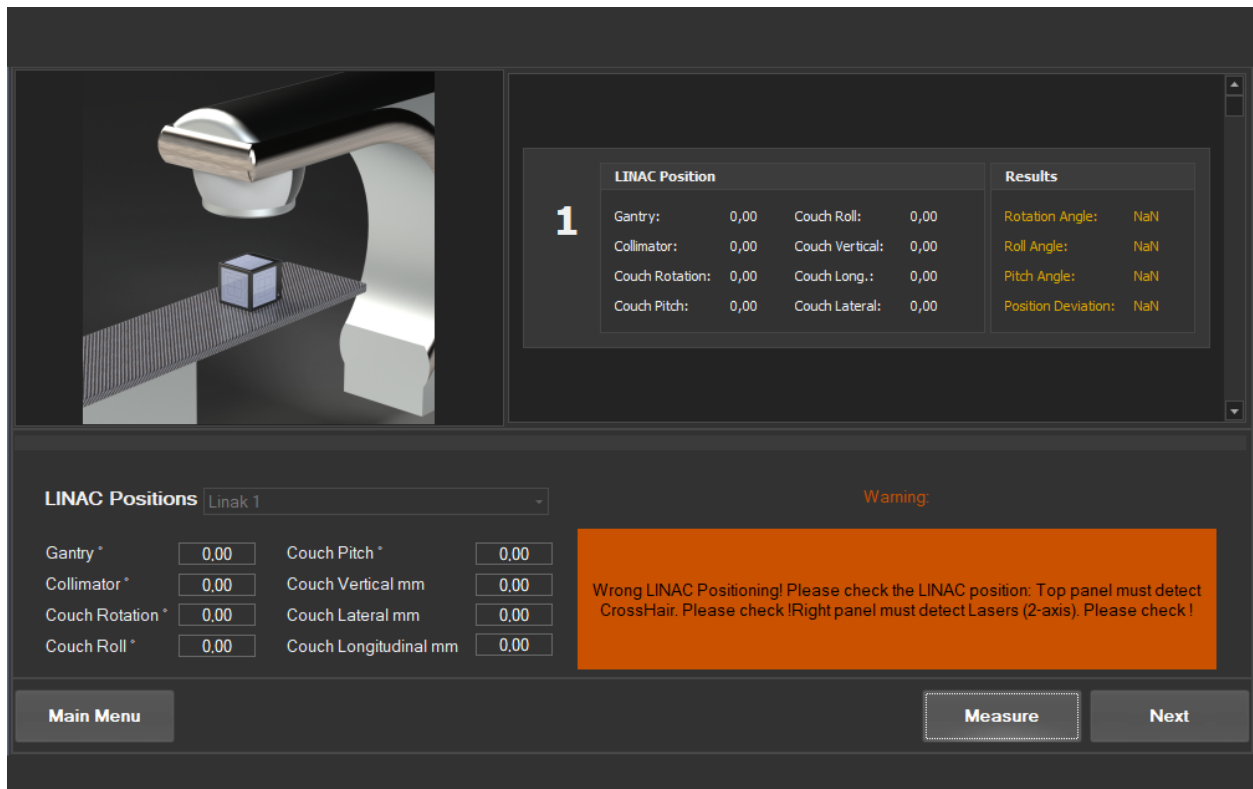 LINAC Position
1
Gantry: 0,00 Couch Roll: 0,00
Collimator: 0,00 Couch Vertical: 0,00
Couch Rotation: 0,00 Couch Long.: 0,00
Couch Pitch: 0,00 Couch Lateral: 0,00
Results
Rotation Angle: NaN
Roll Angle: NaN
Pitch Angle: NaN
Position Deviation: NaN
LINAC Positions Linak 1
Gantry ° 0,00 Couch Pitch ° 0,00
Collimator ° 0,00 Couch Vertical mm 0,00
Couch Rotation ° 0,00 Couch Lateral mm 0,00
Couch Roll ° 0,00 Couch Longitudinal mm 0,00
Warning:
Wrong LINAC Positioning! Please check the LINAC position: Top panel must detect
CrossHair. Please check !Right panel must detect Lasers (2-axis). Please check !
Main Menu
Measure
Next